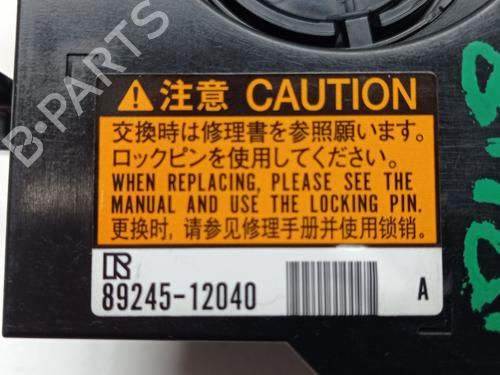 注意 CAUTION
交換時は修理書を参照願います。
ロックピンを使用してください。
WHEN REPLACING, PLEASE SEE THE
MANUAL AND USE THE LOCKING PIN.
更换时, 请参见修理手册并使用锁销。
R
89245-12040 A
B-PARTS